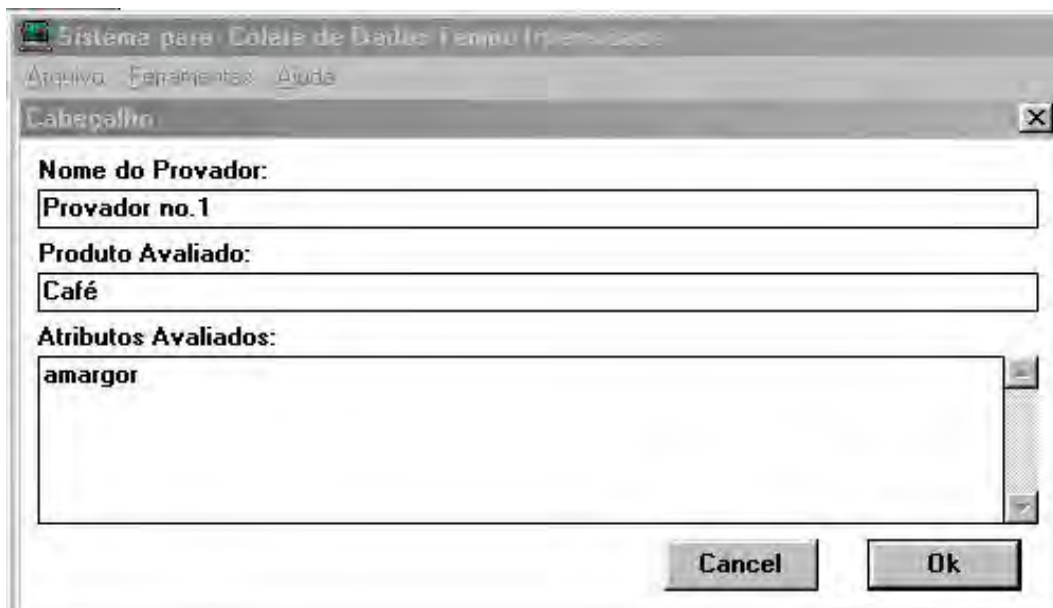 Sistema para Coleta de Dados Tempo Intensidade
Arquivo Ferramentas Ajuda
Cabeçalho
Nome do Provador:
Provador no.1
Produto Avaliado:
Café
Atributos Avaliados:
amargor
Cancel Ok